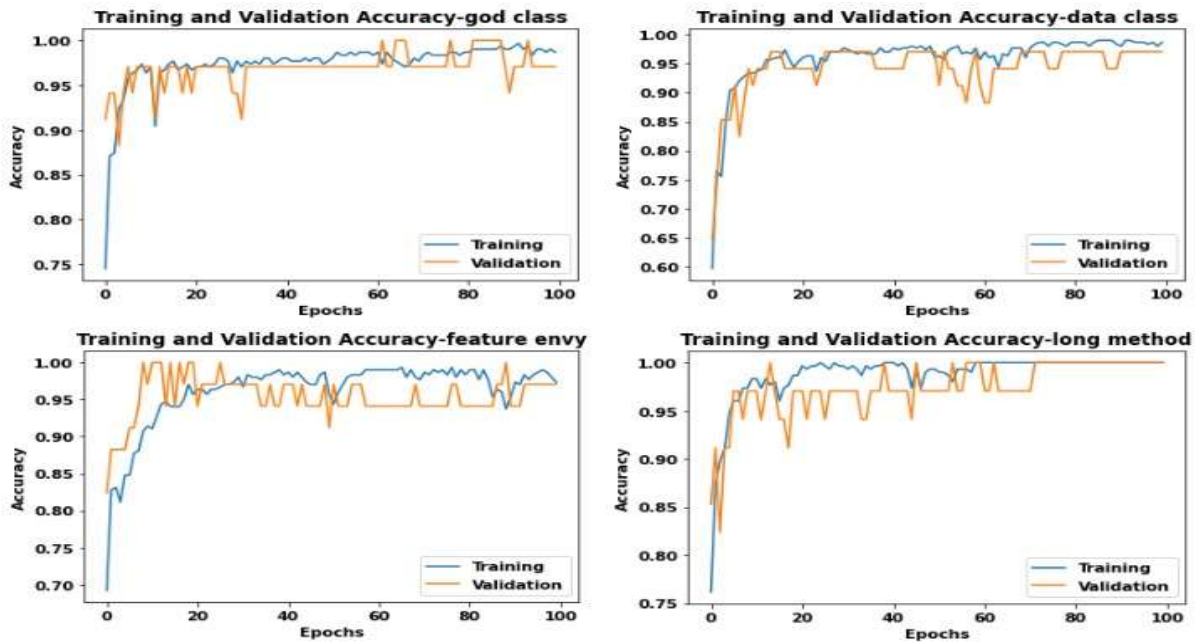 Training and Validation Accuracy-god class
1.00
0.95
0.90
0.85
0.80
0.75
Accuracy
0 20 40 60 80 100
Epochs
Training
Validation
Training and Validation Accuracy-data class
1.00
0.95
0.90
0.85
0.80
0.75
0.70
0.65
0.60
Accuracy
0 20 40 60 80 100
Epochs
Training
Validation
Training and Validation Accuracy-feature envy
1.00
0.95
0.90
0.85
0.80
0.75
0.70
Accuracy
0 20 40 60 80 100
Epochs
Training
Validation
Training and Validation Accuracy-long method
1.00
0.95
0.90
0.85
0.80
0.75
Accuracy
0 20 40 60 80 100
Epochs
Training
Validation